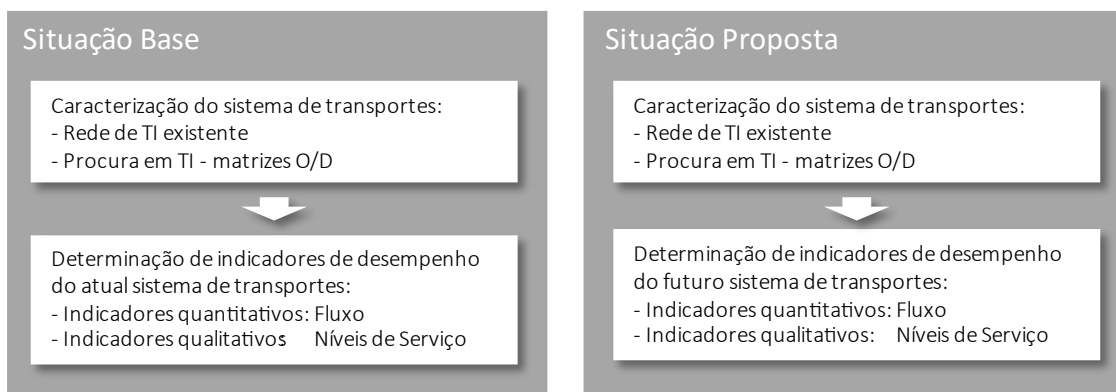 Situação Base
Caracterização do sistema de transportes:
- Rede de TI existente
- Procura em TI - matrizes O/D
Determinação de indicadores de desempenho
do atual sistema de transportes:
- Indicadores quantitativos: Fluxo
- Indicadores qualitativos: Níveis de Serviço
Situação Proposta
Caracterização do sistema de transportes:
- Rede de TI existente
- Procura em TI - matrizes O/D
Determinação de indicadores de desempenho
do futuro sistema de transportes:
- Indicadores quantitativos: Fluxo
- Indicadores qualitativos: Níveis de Serviço